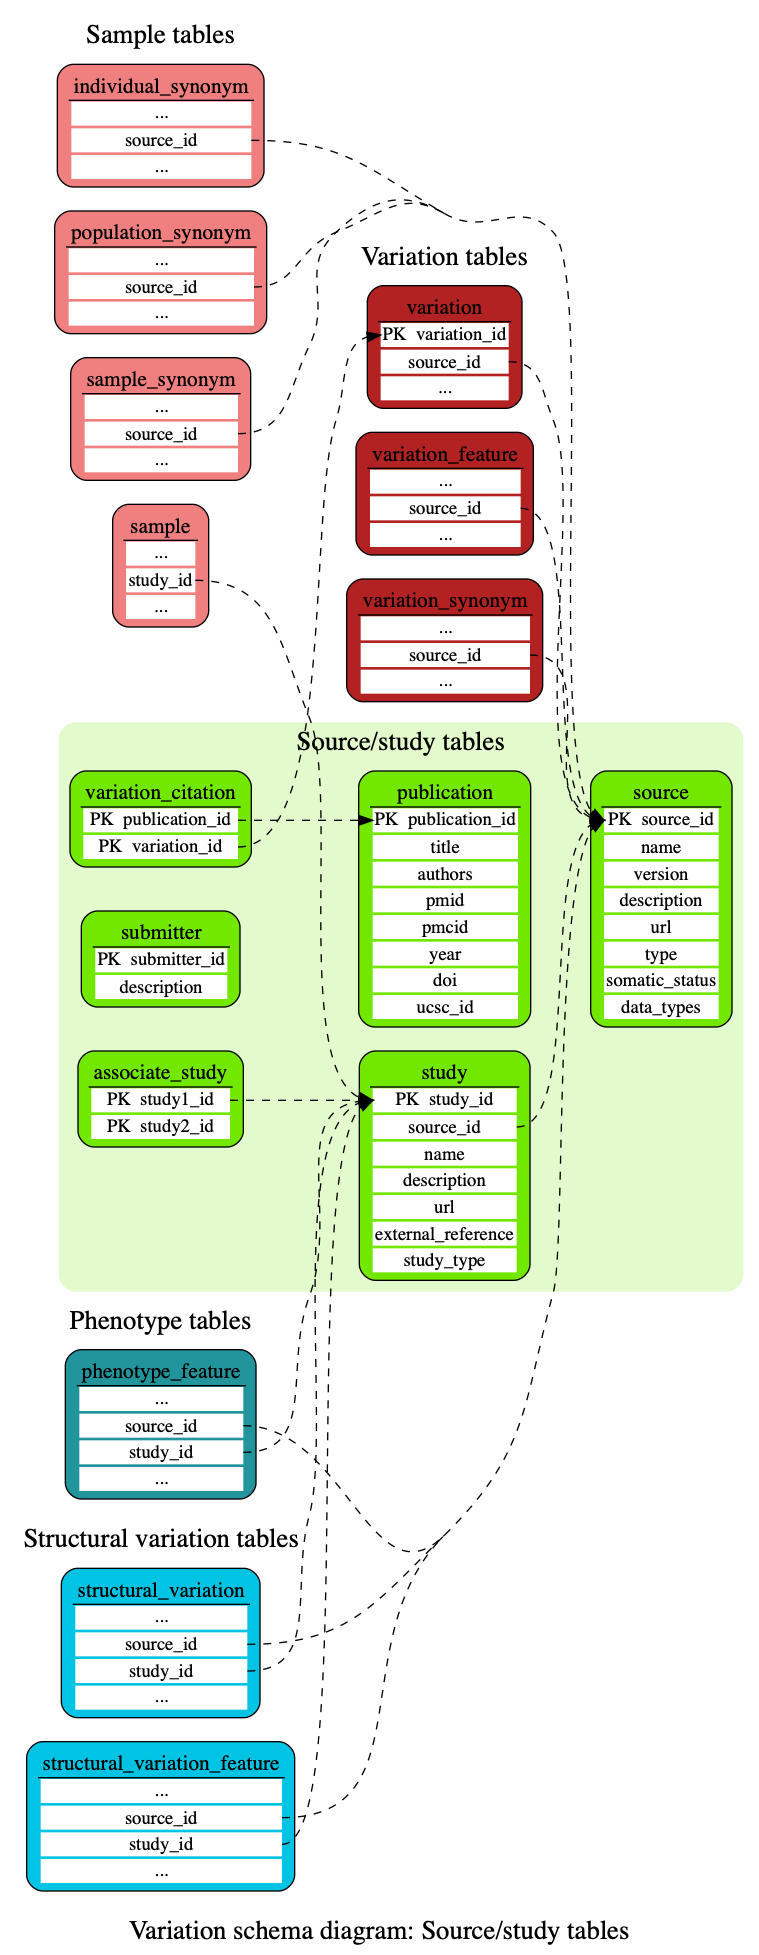 Sample tables
individual_synonym
...
source_id
...
population_synonym
...
source_id
...
sample_synonym
...
source_id
...
sample
...
study_id
...
Variation tables
variation
PK variation_id
source_id
...
variation_feature
...
source_id
...
variation_synonym
...
source_id
...
Source/study tables
variation_citation
PK publication_id
PK variation_id
publication
PK publication_id
title
authors
pmid
pmcid
year
doi
ucsc_id
source
PK source_id
name
version
description
url
type
somatic_status
data_types
submitter
PK submitter_id
description
associate_study
PK study1_id
PK study2_id
study
PK study_id
source_id
name
description
url
external_reference
study_type
Phenotype tables
phenotype_feature
...
source_id
study_id
...
Structural variation tables
structural_variation
...
source_id
study_id
...
structural_variation_feature
...
source_id
study_id
...
Variation schema diagram: Source/study tables